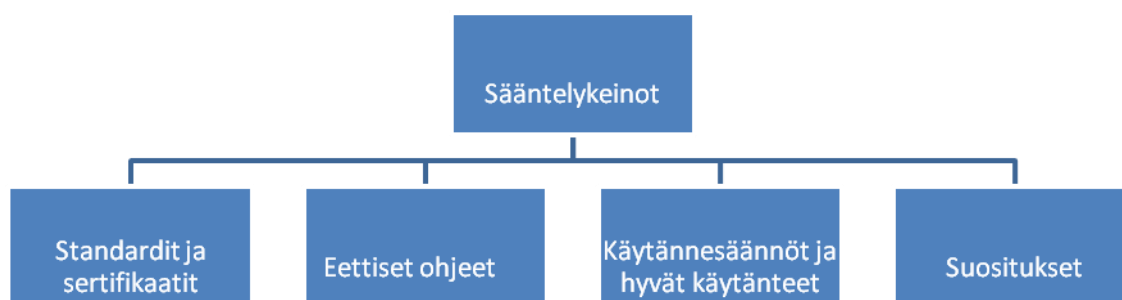 Sääntelykeinot
Standardit ja
sertifikaatit
Eettiset ohjeet
Käytännesäännöt ja
hyvät käytänteet
Suositukset